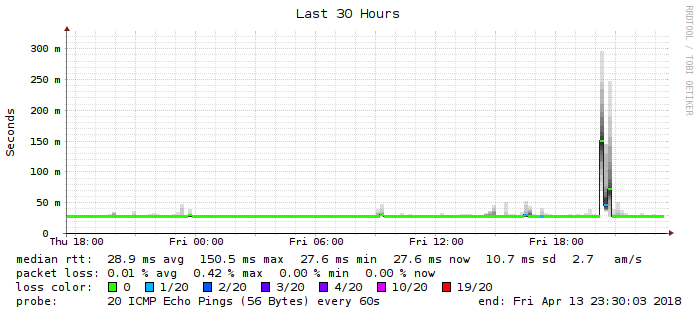 Last 30 Hours
RRDTOOL / TOBI OETIKER
Seconds
300 m
250 m
200 m
150 m
100 m
50 m
0
Thu 18:00 Fri 00:00 Fri 06:00 Fri 12:00 Fri 18:00
median rtt: 28.9 ms avg 150.5 ms max 27.6 ms min 27.6 ms now 10.7 ms sd 2.7 am/s
packet loss: 0.01 % avg 0.42 % max 0.00 % min 0.00 % now
loss color: 0 1/20 2/20 3/20 4/20 10/20 19/20
probe: 20 ICMP Echo Pings (56 Bytes) every 60s end: Fri Apr 13 23:30:03 2018